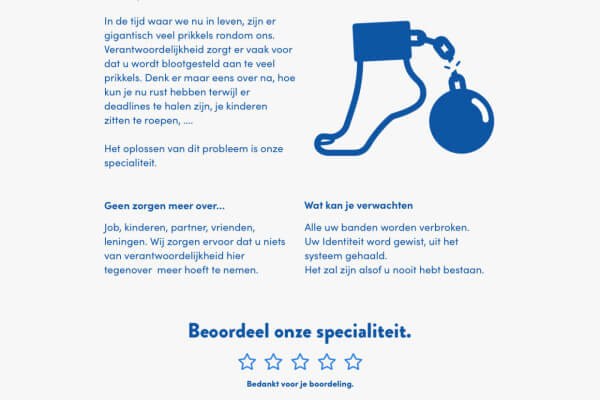 In de tijd waar we nu in leven, zijn er
gigantisch veel prikkels rondom ons.
Verantwoordelijkheid zorgt er vaak voor
dat u wordt blootgesteld aan te veel
prikkels. Denk er maar eens over na, hoe
kun je nu rust hebben terwijl er
deadlines te halen zijn, je kinderen
zitten te roepen, ....
Het oplossen van dit probleem is onze
specialiteit.
Geen zorgen meer over...
Job, kinderen, partner, vrienden,
leningen. Wij zorgen ervoor dat u niets
van verantwoordelijkheid hier
tegenover meer hoeft te nemen.
Wat kan je verwachten
Alle uw banden worden verbroken.
Uw Identiteit word gewist, uit het
systeem gehaald.
Het zal zijn alsof u nooit hebt bestaan.
Beoordeel onze specialiteit.
Bedankt voor je boordeling.